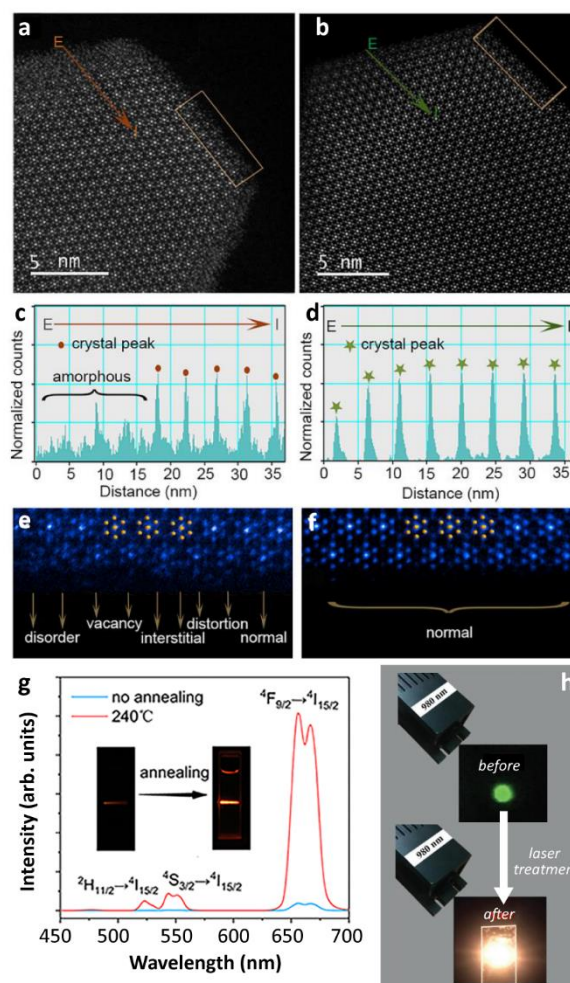 a
E
I
5 nm
b
E
I
5 nm
c
E
I
crystal peak
amorphous
Normalized counts
0 5 10 15 20 25 30 35
Distance (nm)
d
E
crystal peak
Normalized counts
0 5 10 15 20 25 30 35
Distance (nm)
e
disorder
vacancy
interstitial
distortion
normal
f
normal
g
no annealing
240℃
⁴F₉/₂→⁴I₁₅/₂
annealing
²H₁₁/₂→⁴I₁₅/₂
⁴S₃/₂→⁴I₁₅/₂
Intensity (arb. units)
450 500 550 600 650 700
Wavelength (nm)
h
980 nm
before
980 nm
laser
treatment
after